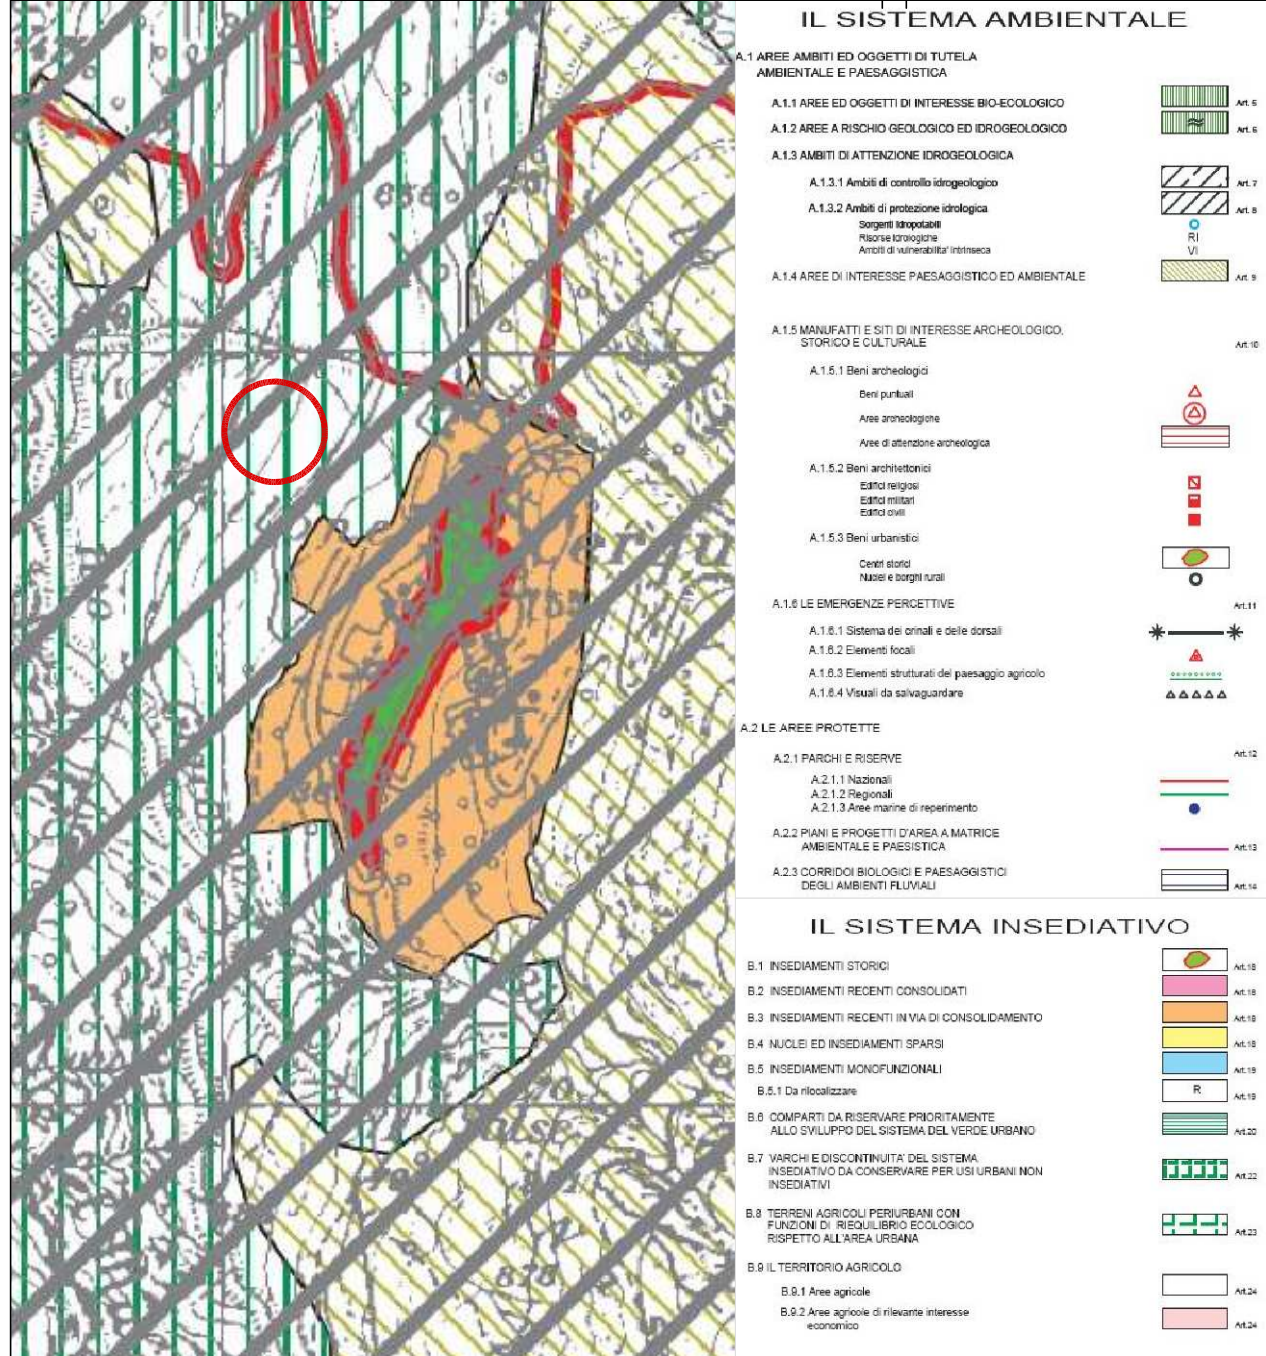 IL SISTEMA AMBIENTALE
A.1 AREE AMBITI ED OGGETTI DI TUTELA
AMBIENTALE E PAESAGGISTICA
A.1.1 AREE ED OGGETTI DI INTERESSE BIO-ECOLOGICO Art. 6
A.1.2 AREE A RISCHIO GEOLOGICO ED IDROGEOLOGICO Art. 6
A.1.3 AMBITI DI ATTENZIONE IDROGEOLOGICA
A.1.3.1 Ambiti di controllo idrogeologico Art. 7
A.1.3.2 Ambiti di protezione idrologica Art. 8
Sorgenti Idropotabili
Risorse Idrologiche RI
Ambiti di vulnerabilita' intrinseca VI
A.1.4 AREE DI INTERESSE PAESAGGISTICO ED AMBIENTALE Art. 9
A.1.5 MANUFATTI E SITI DI INTERESSE ARCHEOLOGICO,
STORICO E CULTURALE Art.10
A.1.5.1 Beni archeologici
Beni puntuali
Aree archeologiche
Aree di attenzione archeologica
A.1.5.2 Beni architettonici
Edifici religiosi
Edifici militari
Edifici civili
A.1.5.3 Beni urbanistici
Centri storici
Nuclei e borghi rurali
A.1.6 LE EMERGENZE PERCETTIVE Art.11
A.1.6.1 Sistema dei crinali e delle dorsali
A.1.6.2 Elementi focali
A.1.6.3 Elementi strutturati del paesaggio agricolo
A.1.6.4 Visuali da salvaguardare
A.2 LE AREE PROTETTE
A.2.1 PARCHI E RISERVE Art.12
A.2.1.1 Nazionali
A.2.1.2 Regionali
A.2.1.3 Aree marine di reperimento
A.2.2 PIANI E PROGETTI D'AREA A MATRICE
AMBIENTALE E PAESISTICA Art.13
A.2.3 CORRIDOI BIOLOGICI E PAESAGGISTICI
DEGLI AMBIENTI FLUVIALI Art.14
IL SISTEMA INSEDIATIVO
B.1 INSEDIAMENTI STORICI Art.18
B.2 INSEDIAMENTI RECENTI CONSOLIDATI Art.18
B.3 INSEDIAMENTI RECENTI IN VIA DI CONSOLIDAMENTO Art.18
B.4 NUCLEI ED INSEDIAMENTI SPARSI Art.18
B.5 INSEDIAMENTI MONOFUNZIONALI Art.19
B.5.1 Da rilocalizzare R Art.19
B.6 COMPARTI DA RISERVARE PRIORITAMENTE
ALLO SVILUPPO DEL SISTEMA DEL VERDE URBANO Art.20
B.7 VARCHI E DISCONTINUITA' DEL SISTEMA
INSEDIATIVO DA CONSERVARE PER USI URBANI NON
INSEDIATIVI Art.22
B.8 TERRENI AGRICOLI PERIURBANI CON
FUNZIONI DI RIEQUILIBRIO ECOLOGICO
RISPETTO ALL'AREA URBANA Art.23
B.9 IL TERRITORIO AGRICOLO
B.9.1 Aree agricole Art.24
B.9.2 Aree agricole di rilevante interesse
economico Art.24